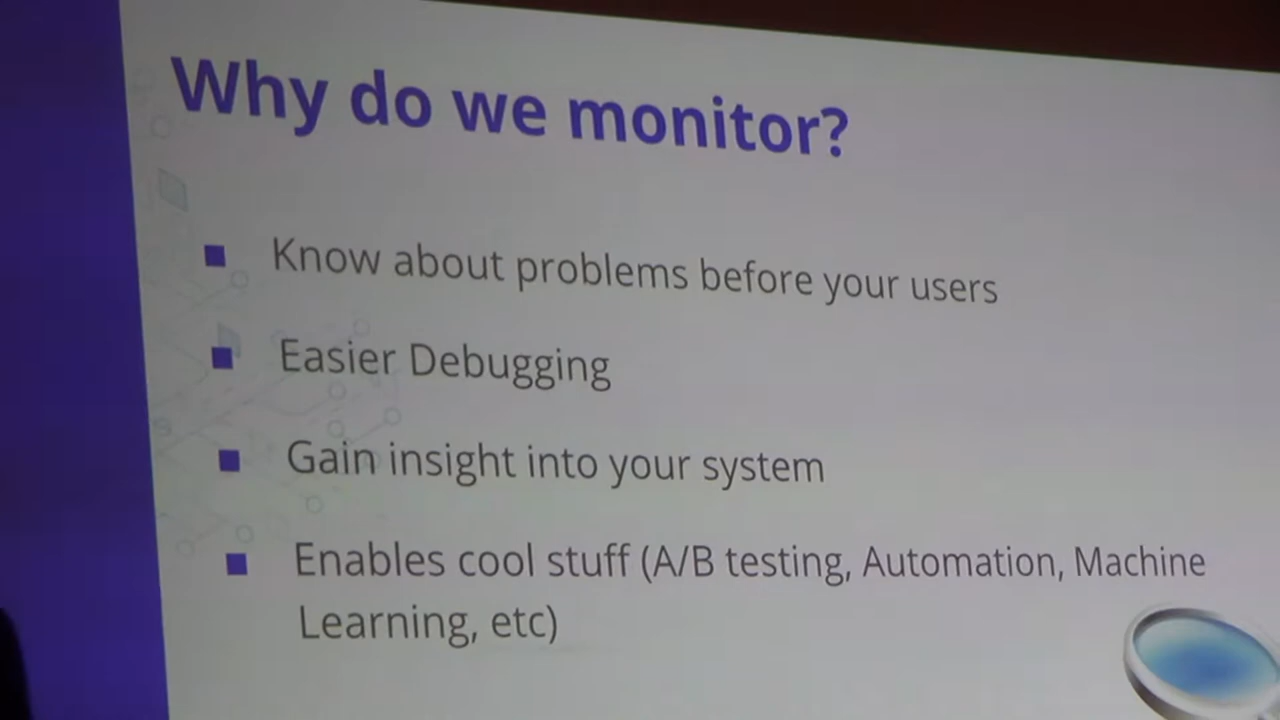 Why do we monitor?
Know about problems before your users
Easier Debugging
Gain insight into your system
Enables cool stuff (A/B testing, Automation, Machine
Learning, etc)